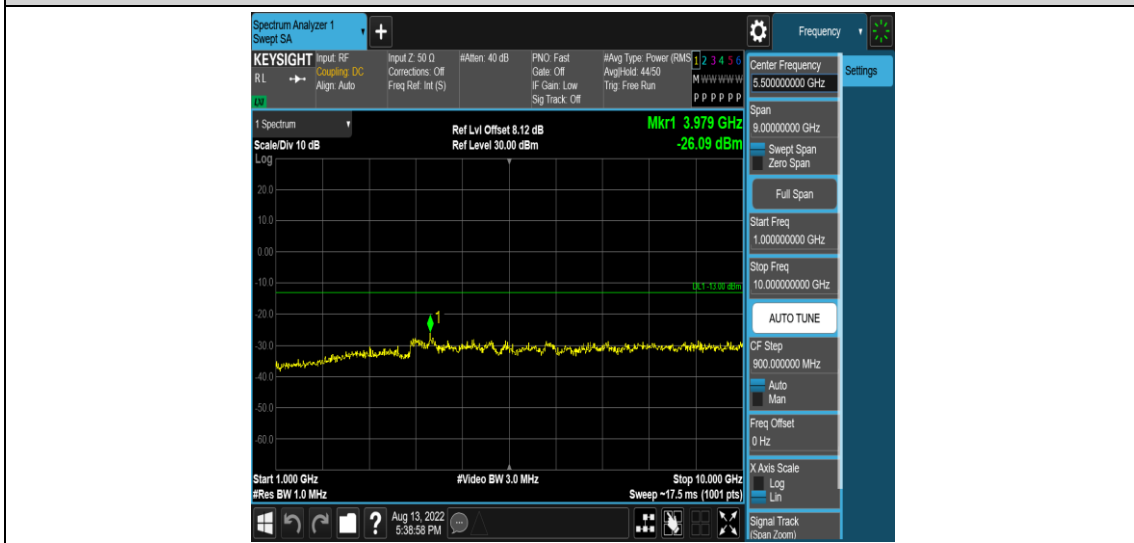 Spectrum Analyzer 1
Swept SA
+
Frequency
KEYSIGHT
RL
LXI
Input: RF
Coupling: DC
Align: Auto
Input Z: 50 Ω
Corrections: Off
Freq Ref: Int (S)
#Atten: 40 dB
PNO: Fast
Gate: Off
IF Gain: Low
Sig Track: Off
#Avg Type: Power (RMS
Avg|Hold: 44/50
Trig: Free Run
1 2 3 4 5 6
M W W W W W
P P P P P P
1 Spectrum
Scale/Div 10 dB
Ref Lvl Offset 8.12 dB
Ref Level 30.00 dBm
Mkr1 3.979 GHz
-26.09 dBm
Log
20.0
10.0
0.00
-10.0
DL1 -13.00 dBm
-20.0
1
-30.0
-40.0
-50.0
-60.0
Start 1.000 GHz
#Video BW 3.0 MHz
Stop 10.000 GHz
#Res BW 1.0 MHz
Sweep ~17.5 ms (1001 pts)
?
Aug 13, 2022
5:38:58 PM
Center Frequency
5.500000000 GHz
Settings
Span
9.00000000 GHz
Swept Span
Zero Span
Full Span
Start Freq
1.000000000 GHz
Stop Freq
10.000000000 GHz
AUTO TUNE
CF Step
900.000000 MHz
Auto
Man
Freq Offset
0 Hz
X Axis Scale
Log
Lin
Signal Track
(Span Zoom)